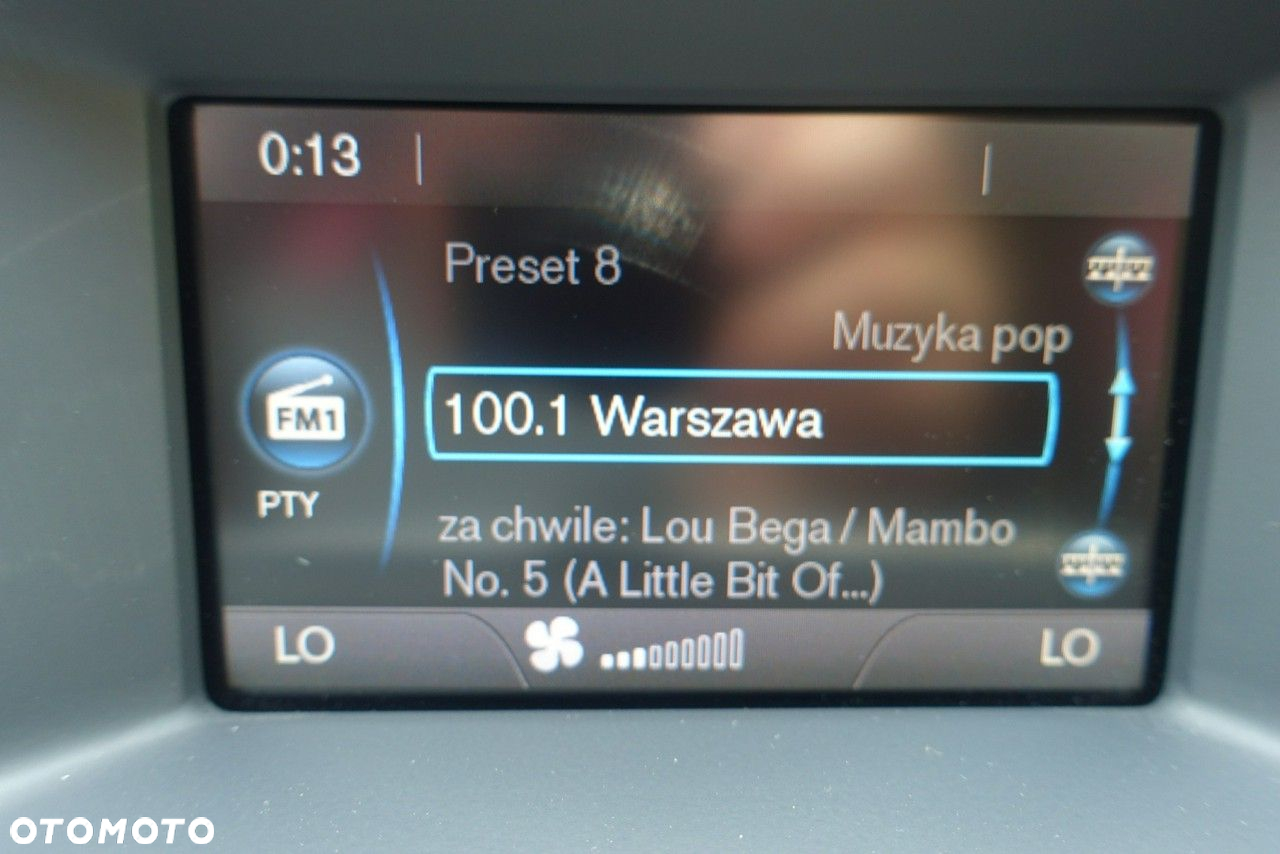 0:13
Preset 8
Muzyka pop
FM1
100.1 Warszawa
PTY
za chwile: Lou Bega / Mambo
No. 5 (A Little Bit Of...)
LO
LO
OTOMOTO